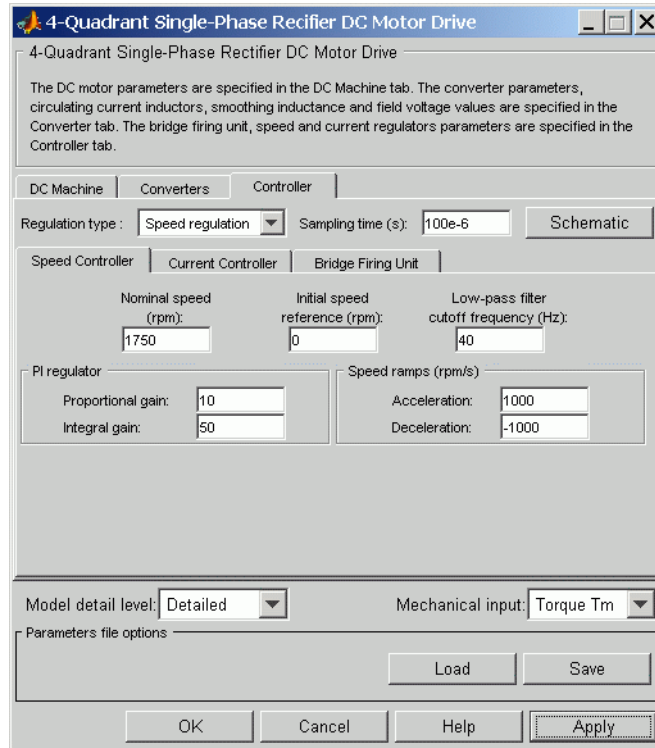 4-Quadrant Single-Phase Recifier DC Motor Drive
4-Quadrant Single-Phase Rectifier DC Motor Drive
The DC motor parameters are specified in the DC Machine tab. The converter parameters,
circulating current inductors, smoothing inductance and field voltage values are specified in the
Converter tab. The bridge firing unit, speed and current regulators parameters are specified in the
Controller tab.
DC Machine Converters Controller
Regulation type : Speed regulation Sampling time (s): 100e-6 Schematic
Speed Controller Current Controller Bridge Firing Unit
Nominal speed Initial speed Low-pass filter
(rpm): reference (rpm): cutoff frequency (Hz):
1750 0 40
PI regulator Speed ramps (rpm/s)
Proportional gain: 10 Acceleration: 1000
Integral gain: 50 Deceleration: -1000
Model detail level: Detailed Mechanical input: Torque Tm
Parameters file options
Load Save
OK Cancel Help Apply